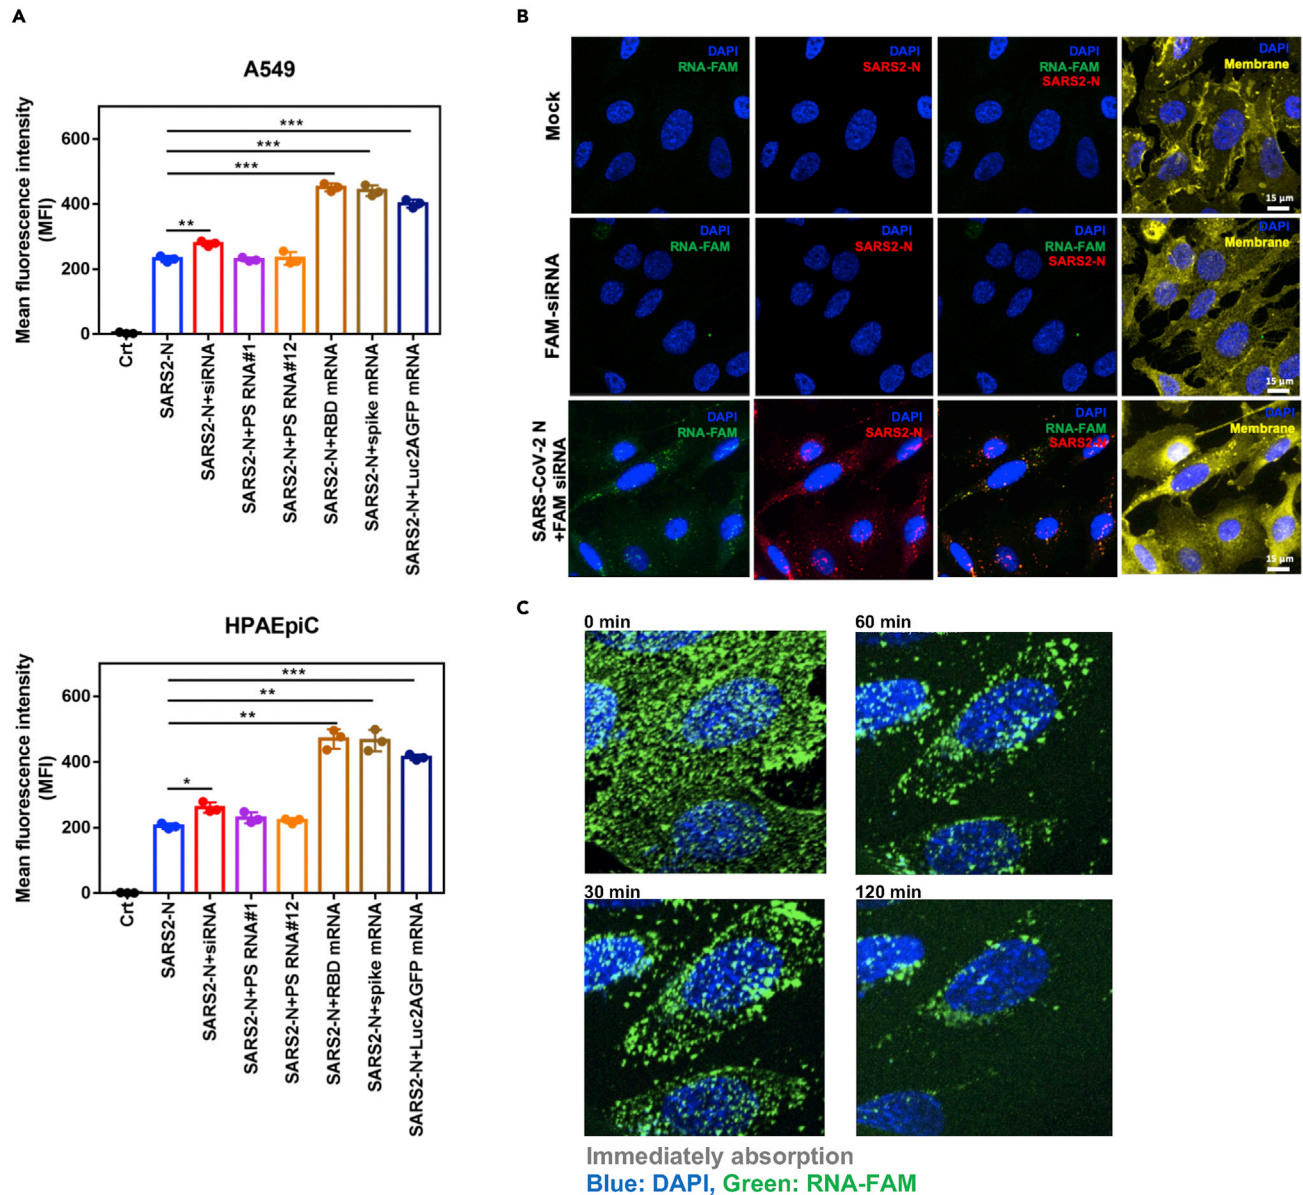 A
A549
Mean fluorescence intensity
(MFI)
600
400
200
0
***
***
***
**
Crt
SARS2-N
SARS2-N+siRNA
SARS2-N+PS RNA#1
SARS2-N+PS RNA#12
SARS2-N+RBD mRNA
SARS2-N+spike mRNA
SARS2-N+Luc2AGFP mRNA
HPAEpiC
Mean fluorescence intensity
(MFI)
600
400
200
0
***
**
**
*
Crt
SARS2-N
SARS2-N+siRNA
SARS2-N+PS RNA#1
SARS2-N+PS RNA#12
SARS2-N+RBD mRNA
SARS2-N+spike mRNA
SARS2-N+Luc2AGFP mRNA
B
Mock
DAPI
RNA-FAM
DAPI
SARS2-N
DAPI
RNA-FAM
SARS2-N
DAPI
Membrane
15 µm
FAM-siRNA
DAPI
RNA-FAM
DAPI
SARS2-N
DAPI
RNA-FAM
SARS2-N
DAPI
Membrane
15 µm
SARS-CoV-2 N
+FAM siRNA
DAPI
RNA-FAM
DAPI
SARS2-N
DAPI
RNA-FAM
SARS2-N
DAPI
Membrane
15 µm
C
0 min
60 min
30 min
120 min
Immediately absorption
Blue: DAPI, Green: RNA-FAM